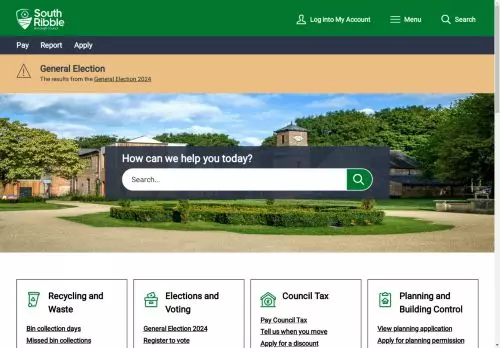 South
Ribble
Borough Council
Log into My Account
Menu
Search
Pay Report Apply
General Election
The results from the General Election 2024
How can we help you today?
Search...
Recycling and
Waste
Bin collection days
Missed bin collections
Elections and
Voting
General Election 2024
Register to vote
Council Tax
Pay Council Tax
Tell us when you move
Apply for a discount
Planning and
Building Control
View planning application
Apply for planning permission